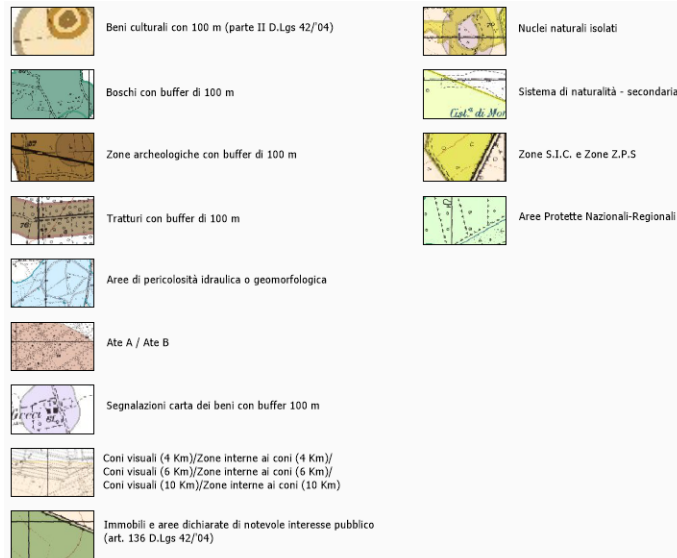 Beni culturali con 100 m (parte II D.Lgs 42/'04)
Boschi con buffer di 100 m
Zone archeologiche con buffer di 100 m
Tratturi con buffer di 100 m
Aree di pericolosità idraulica o geomorfologica
Ate A / Ate B
Segnalazioni carta dei beni con buffer 100 m
Coni visuali (4 Km)/Zone interne ai coni (4 Km)/
Coni visuali (6 Km)/Zone interne ai coni (6 Km)/
Coni visuali (10 Km)/Zone interne ai coni (10 Km)
Immobili e aree dichiarate di notevole interesse pubblico
(art. 136 D.Lgs 42/'04)
Nuclei naturali isolati
Sistema di naturalità - secondaria
Cist.ª di Mor
Zone S.I.C. e Zone Z.P.S
Aree Protette Nazionali-Regionali